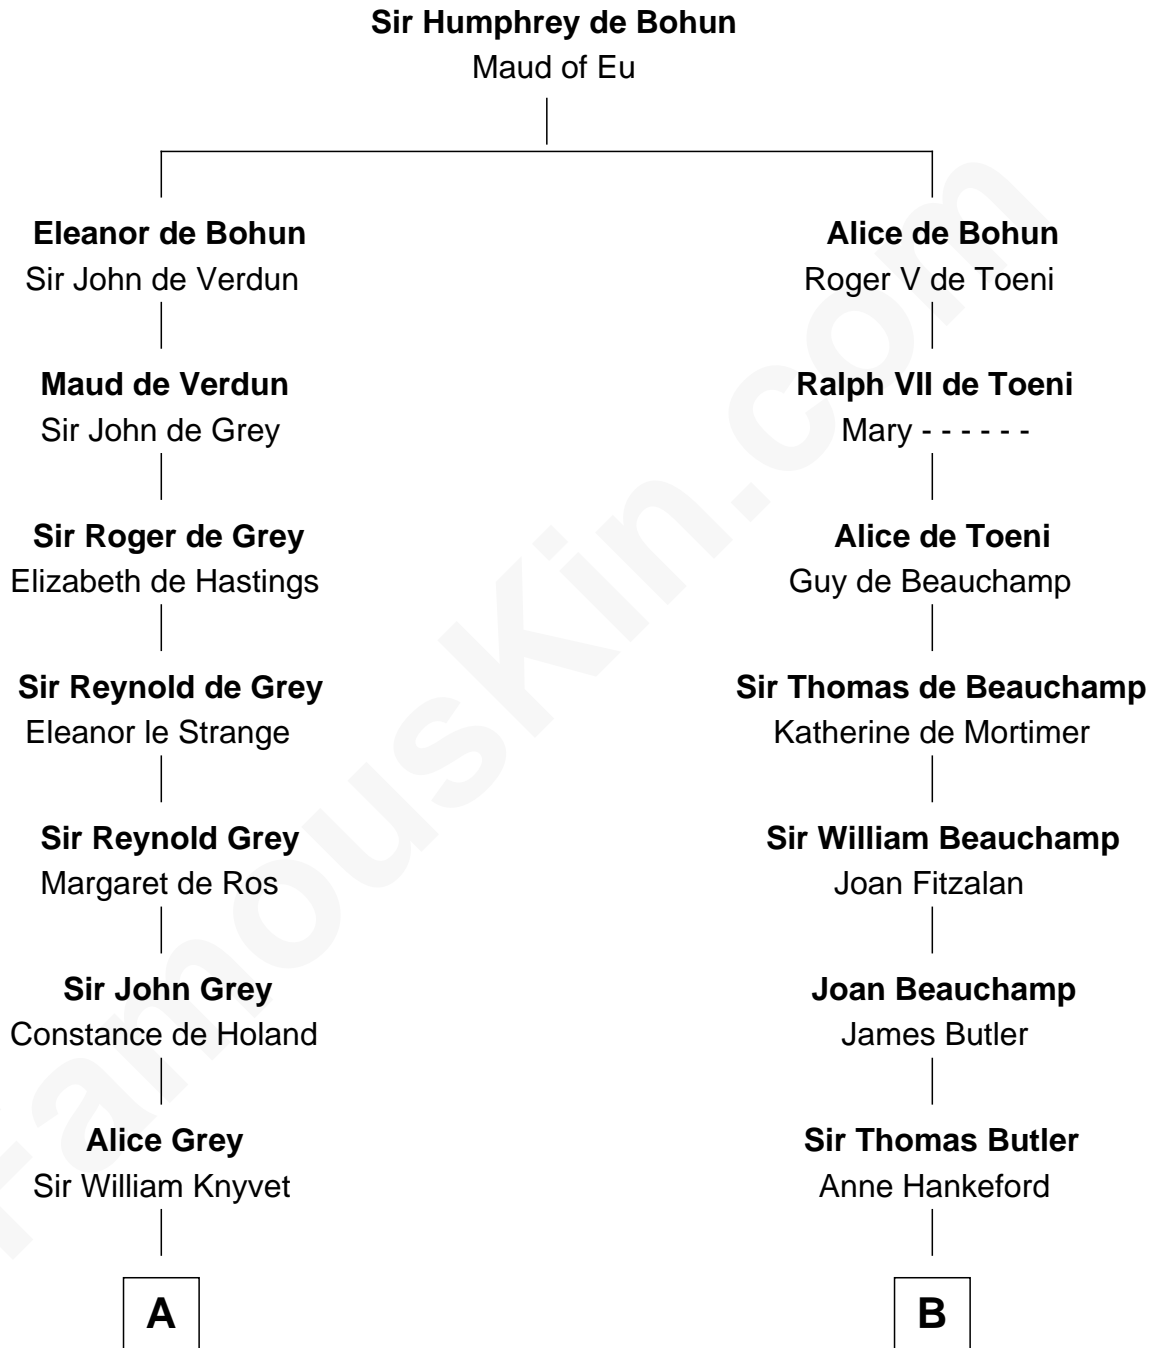 Sir Humphrey de Bohun
Maud of Eu
Eleanor de Bohun
Sir John de Verdun
Maud de Verdun
Sir John de Grey
Sir Roger de Grey
Elizabeth de Hastings
Sir Reynold de Grey
Eleanor le Strange
Sir Reynold Grey
Margaret de Ros
Sir John Grey
Constance de Holand
Alice Grey
Sir William Knyvet
A
Alice de Bohun
Roger V de Toeni
Ralph VII de Toeni
Mary - - - - - -
Alice de Toeni
Guy de Beauchamp
Sir Thomas de Beauchamp
Katherine de Mortimer
Sir William Beauchamp
Joan Fitzalan
Joan Beauchamp
James Butler
Sir Thomas Butler
Anne Hankeford
B
FamousKin.com